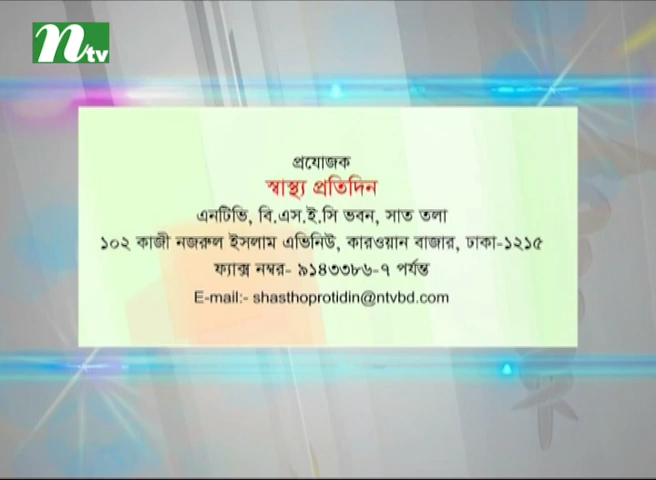 ntv
প্রযোজক
স্বাস্থ্য প্রতিদিন
এনটিভি, বি.এস.ই.সি ভবন, সাত তলা
১০২ কাজী নজরুল ইসলাম এভিনিউ, কারওয়ান বাজার, ঢাকা-১২১৫
ফ্যাক্স নম্বর- ৯১৪৩৩৮৬-৭ পর্যন্ত
E-mail:- shasthoprotidin@ntvbd.com